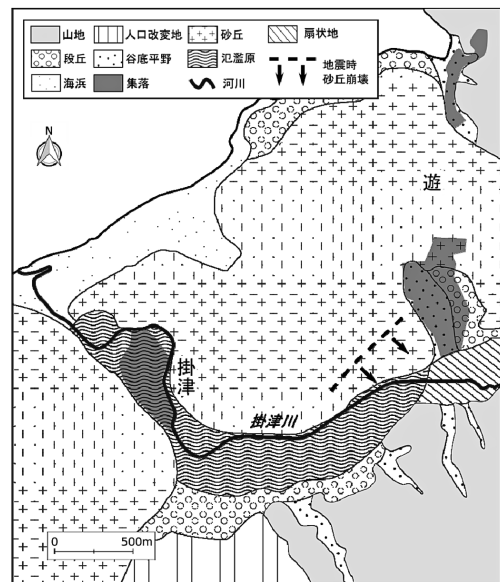 山地 人口改変地 砂丘 扇状地
段丘 谷底平野 氾濫原 地震時
砂丘崩壊
海浜 集落 河川
N
遊
掛津
掛津川
0 500m